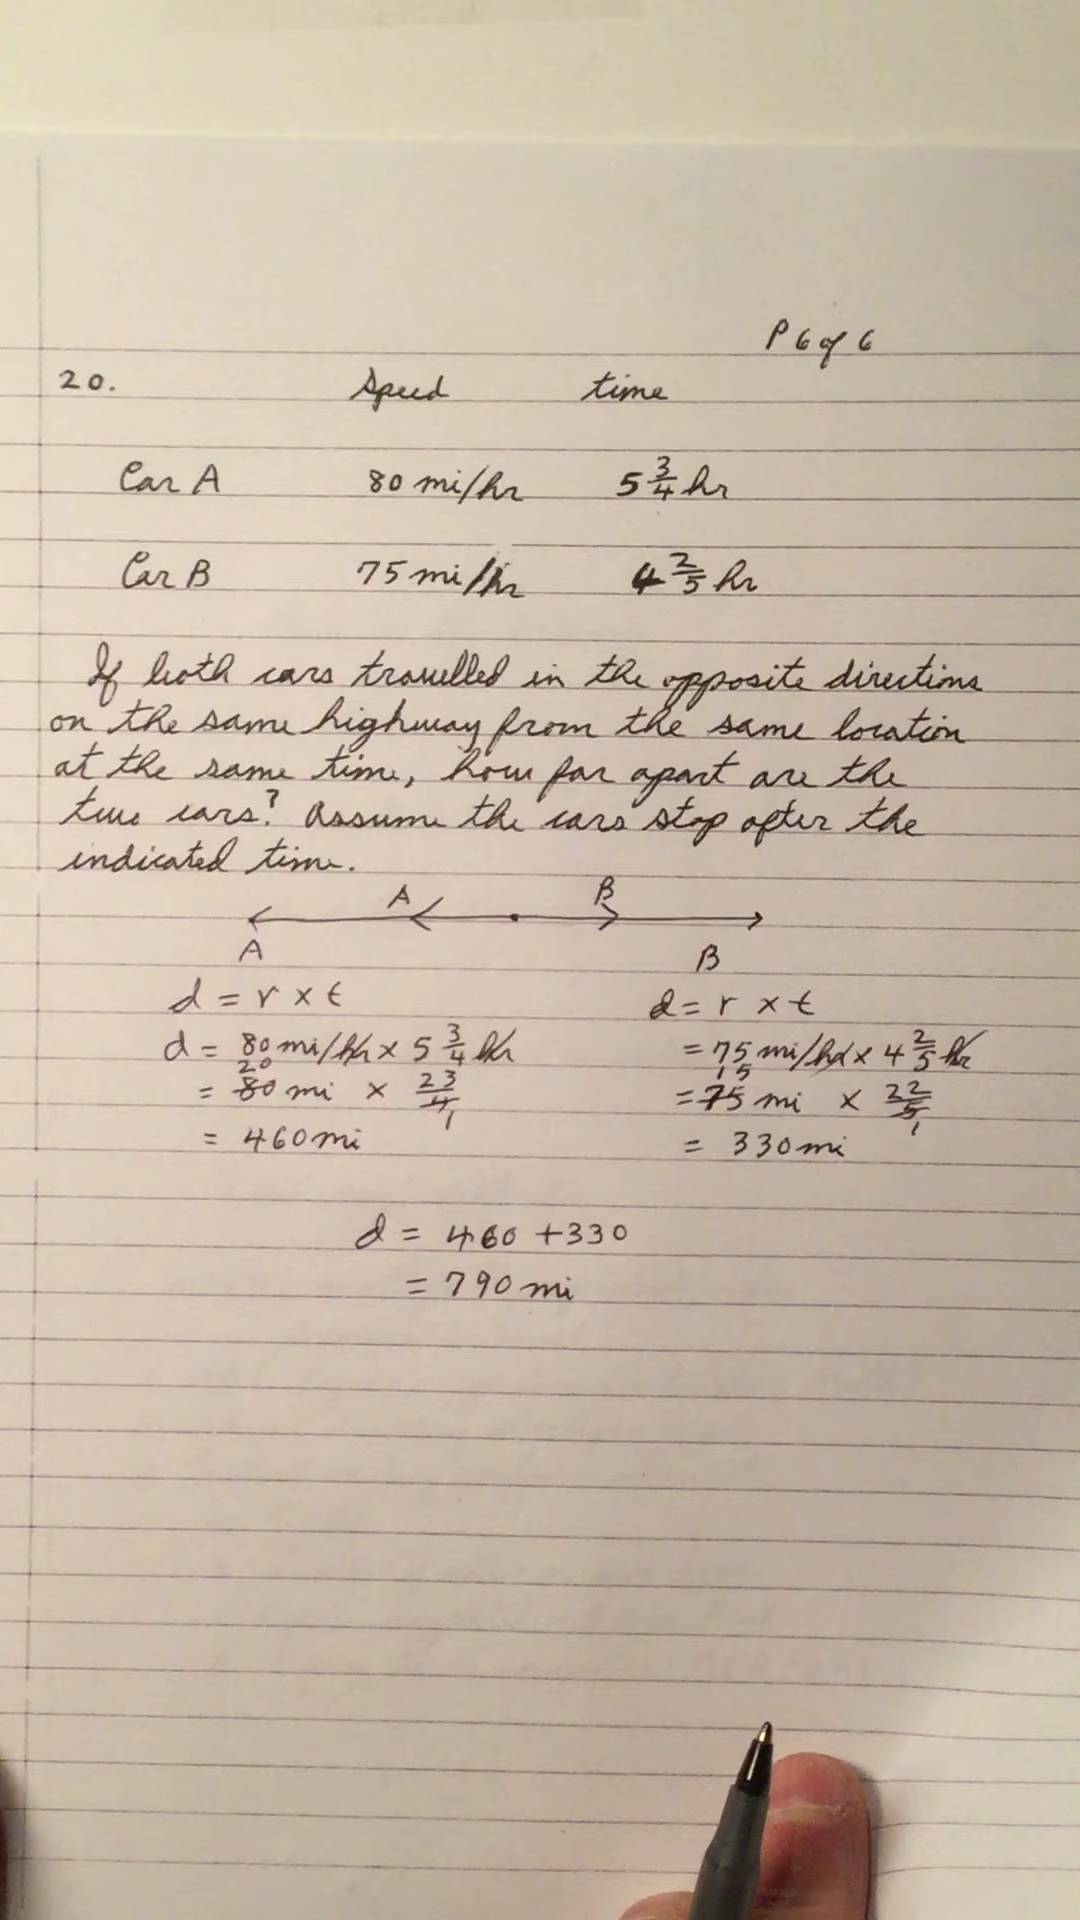 P 6 of 6
20. Speed time
Car A 80 mi/hr 5 3/4 hr
Car B 75 mi/hr 4 2/5 hr
If both cars travelled in the opposite directions
on the same highway from the same location
at the same time, how far apart are the
two cars? Assume the cars stop after the
indicated time.
A B
A B
d = r x t d = r x t
d = 80 mi/hr x 5 3/4 hr = 75 mi/hr x 4 2/5 hr
20 15
= 80 mi x 23/4 = 75 mi x 22/5
1 1
= 460 mi = 330 mi
d = 460 + 330
= 790 mi